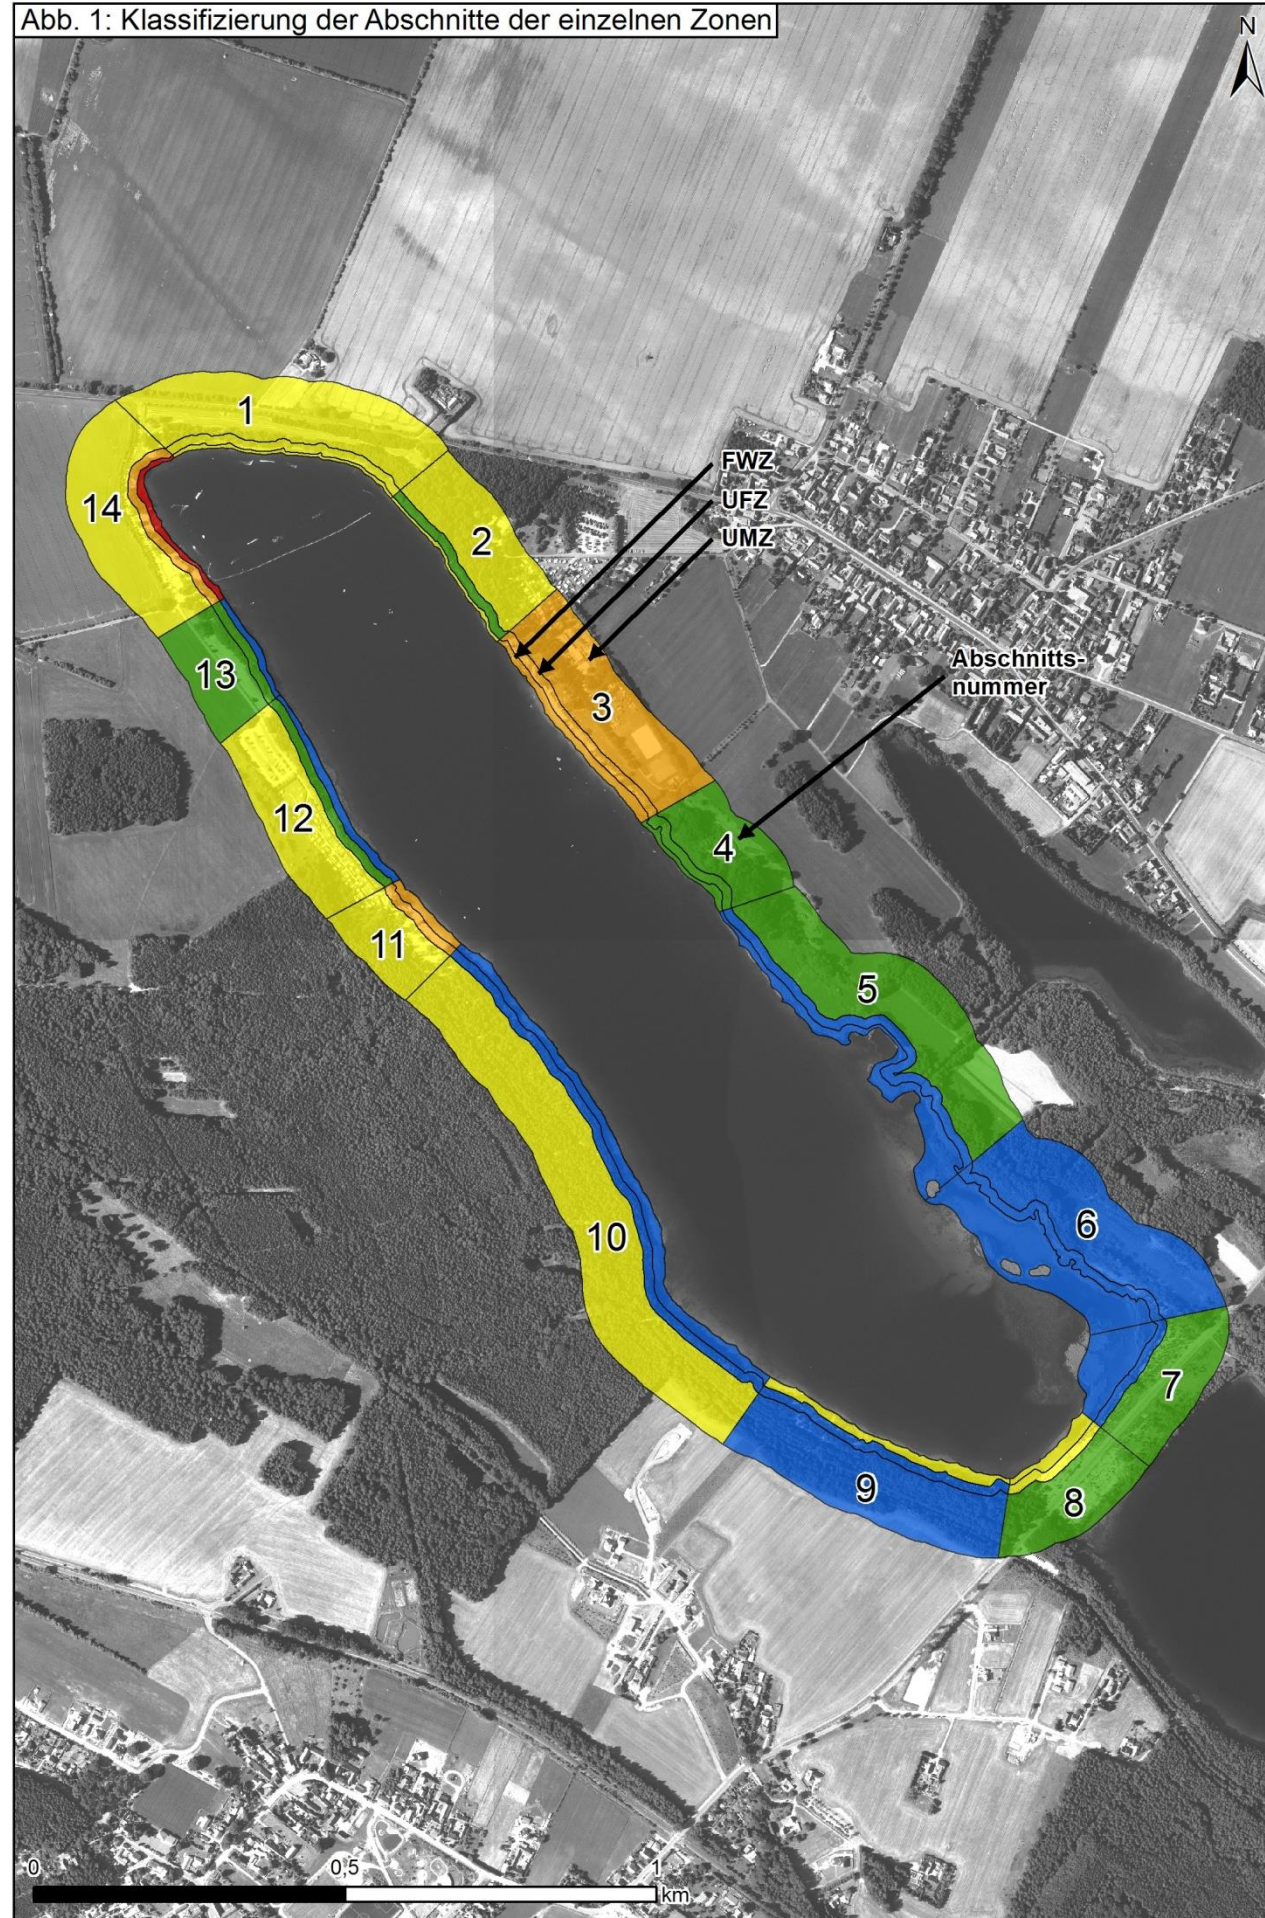 Abb. 1: Klassifizierung der Abschnitte der einzelnen Zonen
N
1
14
FWZ
UFZ
2
UMZ
Abschnitts-
nummer
13
3
12
4
11
5
6
10
7
9
8
0
0,5
1
km